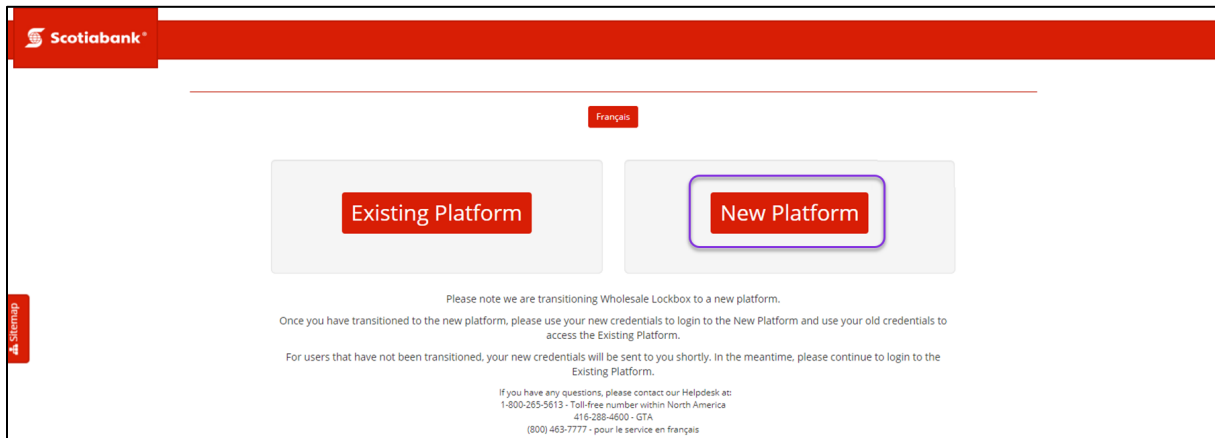 Scotiabank®
Français
Existing Platform
New Platform
Sitemap
Please note we are transitioning Wholesale Lockbox to a new platform.
Once you have transitioned to the new platform, please use your new credentials to login to the New Platform and use your old credentials to
access the Existing Platform.
For users that have not been transitioned, your new credentials will be sent to you shortly. In the meantime, please continue to login to the
Existing Platform.
If you have any questions, please contact our Helpdesk at:
1-800-265-5613 - Toll-free number within North America
416-288-4600 - GTA
(800) 463-7777 - pour le service en français